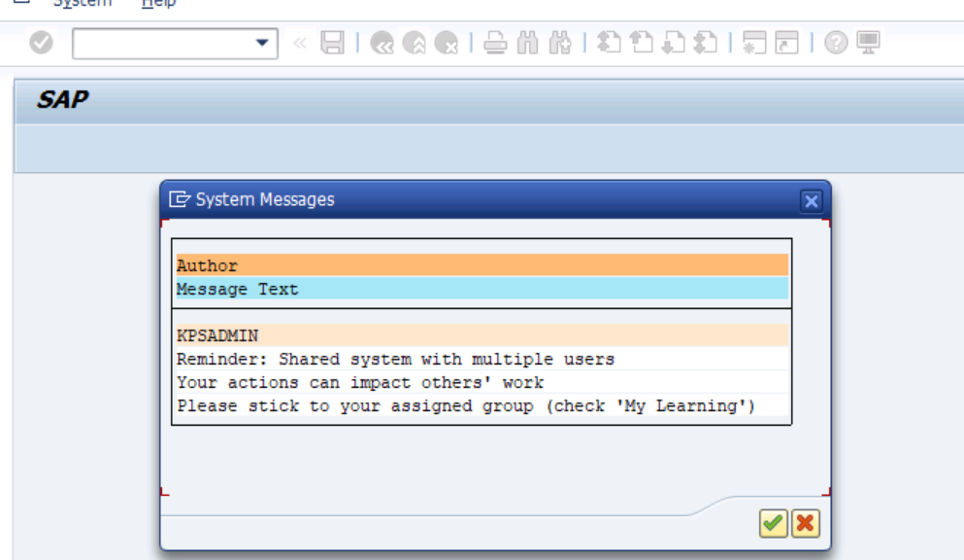 System Help
SAP
System Messages
Author
Message Text
KPSADMIN
Reminder: Shared system with multiple users
Your actions can impact others' work
Please stick to your assigned group (check 'My Learning')